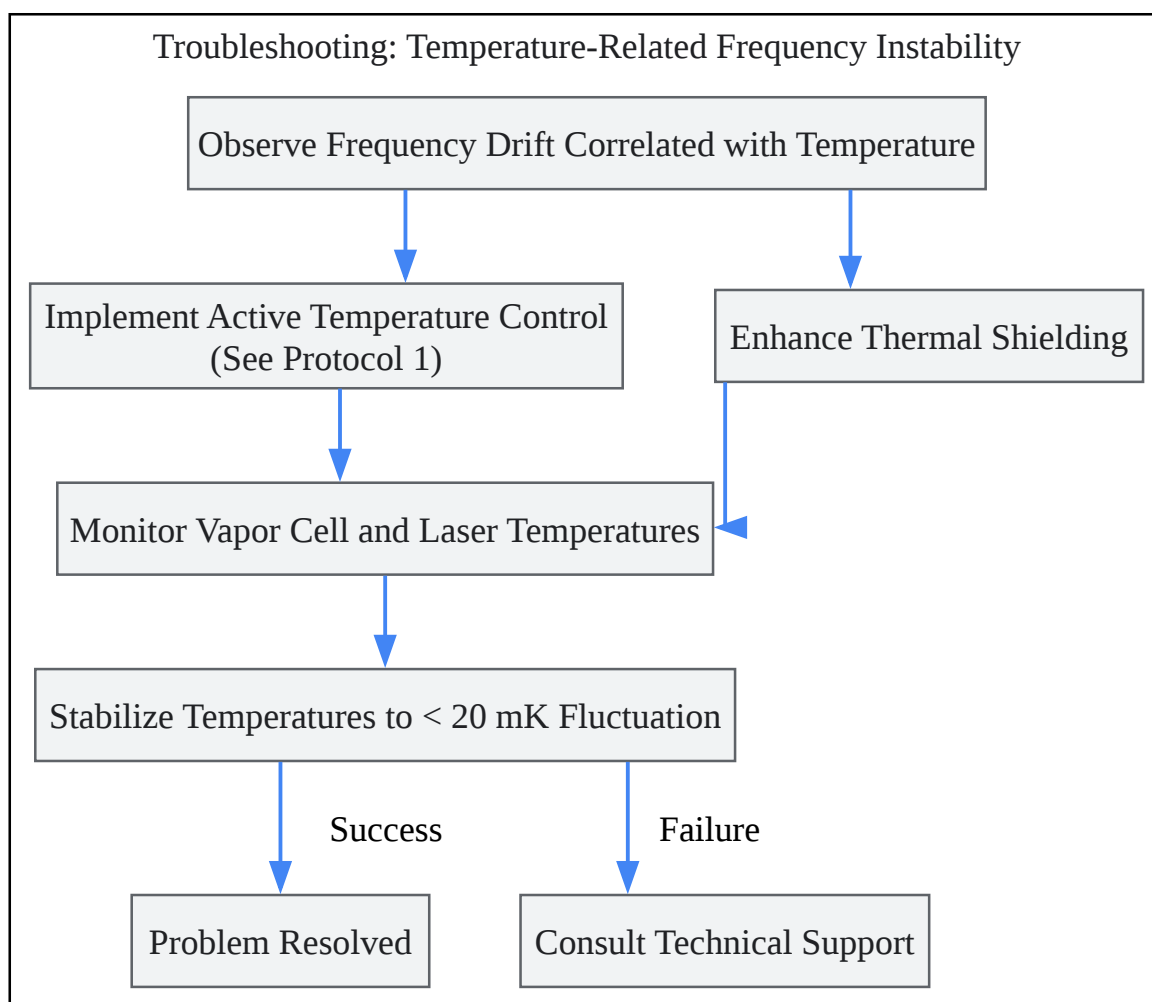 Troubleshooting: Temperature-Related Frequency Instability
Observe Frequency Drift Correlated with Temperature
Implement Active Temperature Control
(See Protocol 1)
Enhance Thermal Shielding
Monitor Vapor Cell and Laser Temperatures
Stabilize Temperatures to < 20 mK Fluctuation
Success
Failure
Problem Resolved
Consult Technical Support